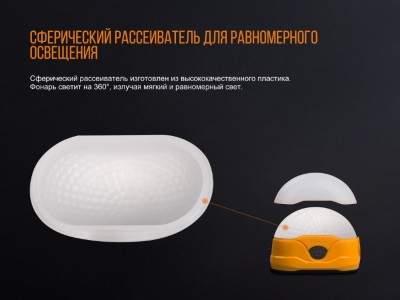 СФЕРИЧЕСКИЙ РАССЕИВАТЕЛЬ ДЛЯ РАВНОМЕРНОГО
ОСВЕЩЕНИЯ
Сферический рассеиватель изготовлен из высококачественного пластика.
Фонарь светит на 360°, излучая мягкий и равномерный свет.